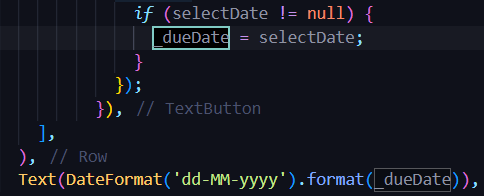 if (selectDate != null) {
_dueDate = selectDate;
}
});
}), // TextButton
],
), // Row
Text(DateFormat('dd-MM-yyyy').format(_dueDate)),